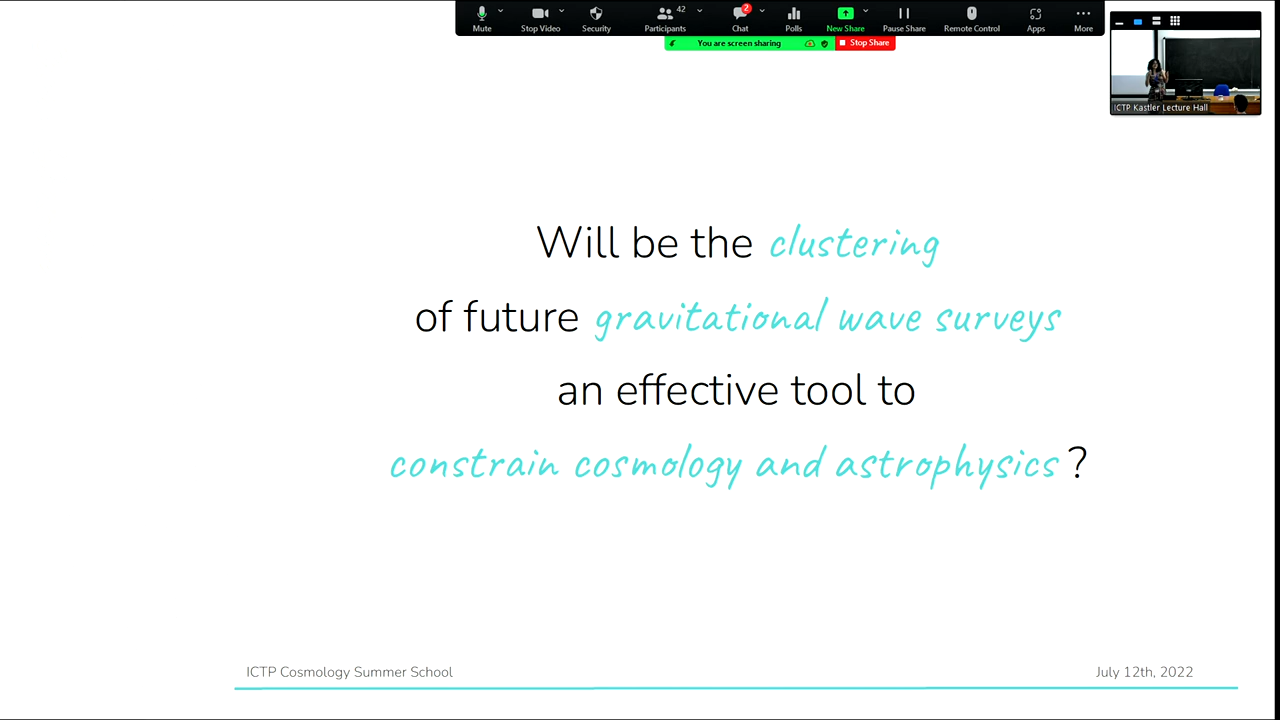 42
2
Mute
Stop Video
Security
Participants
Chat
Polls
New Share
Pause Share
Remote Control
Apps
More
You are screen sharing
Stop Share
ICTP Kastler Lecture Hall
Will be the clustering
of future gravitational wave surveys
an effective tool to
constrain cosmology and astrophysics ?
ICTP Cosmology Summer School
July 12th, 2022